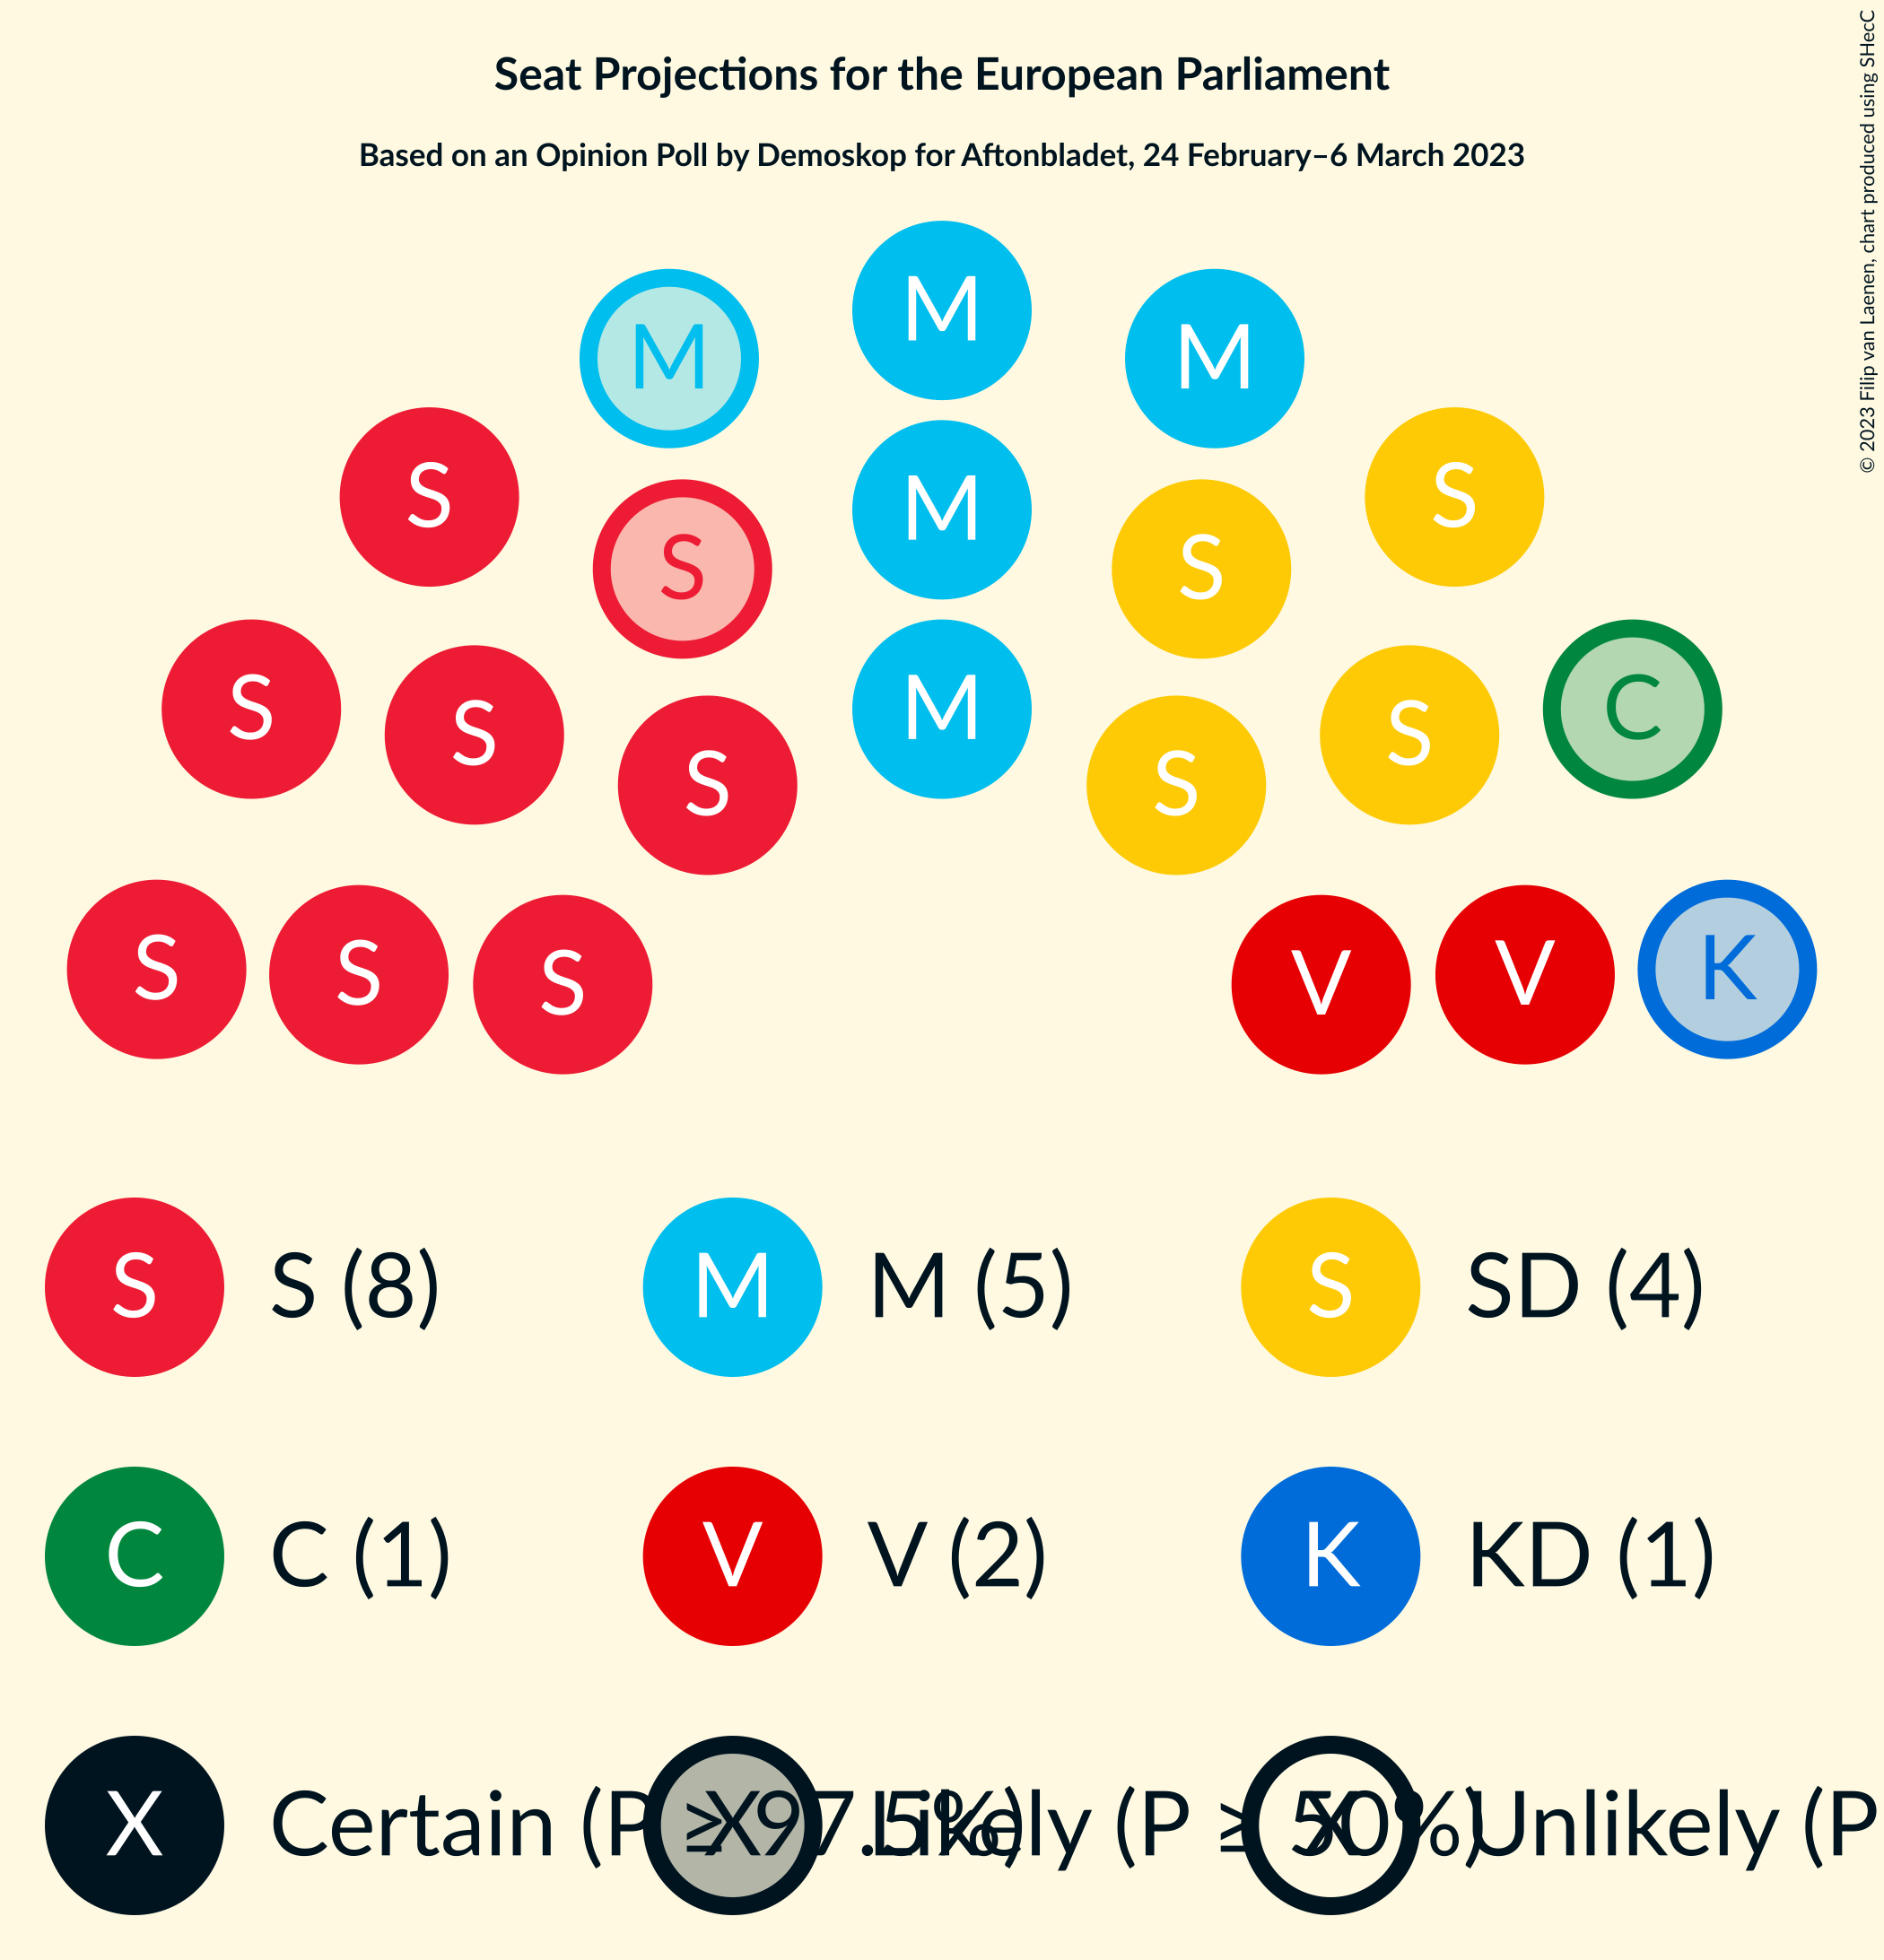 Seat Projections for the European Parliament
Based on an Opinion Poll by Demoskop for Aftonbladet, 24 February–6 March 2023
© 2023 Filip van Laenen, chart produced using SHecC
M
M
M
S
S
S
M
S
S
S
M
C
S
S
S
S
S
S
S
S
V
V
K
S S (8)
M M (5)
S SD (4)
C C (1)
V V (2)
K KD (1)
X Certain (P ≥ 97.5%)
X Likely (P ≥ 50%)
X Unlikely (P